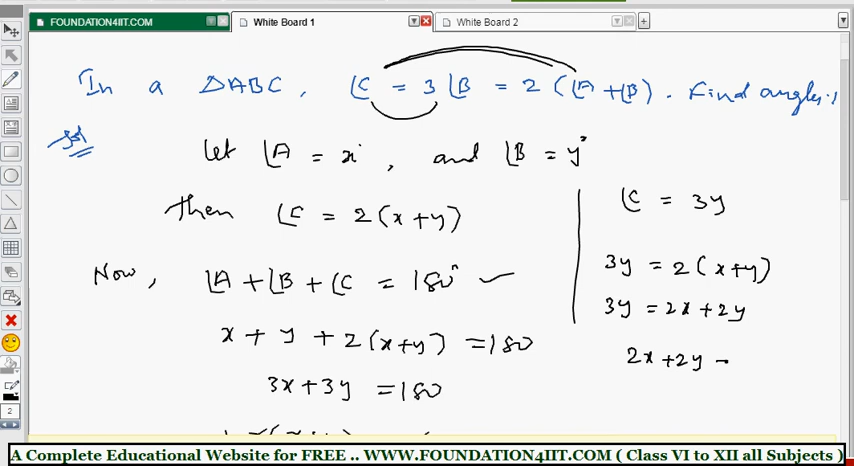 FOUNDATION4IIT.COM White Board 1 White Board 2
In a ΔABC, ∠C = 3∠B = 2(∠A+∠B). Find angles.
Sol
Let ∠A = x°, and ∠B = y°
then ∠C = 2(x+y)
Now, ∠A+∠B+∠C = 180°
x + y + 2(x+y) = 180
3x+3y = 180
∠C = 3y
3y = 2(x+y)
3y = 2x+2y
2x+2y -
2
A Complete Educational Website for FREE .. WWW.FOUNDATION4IIT.COM ( Class VI to XII all Subjects )